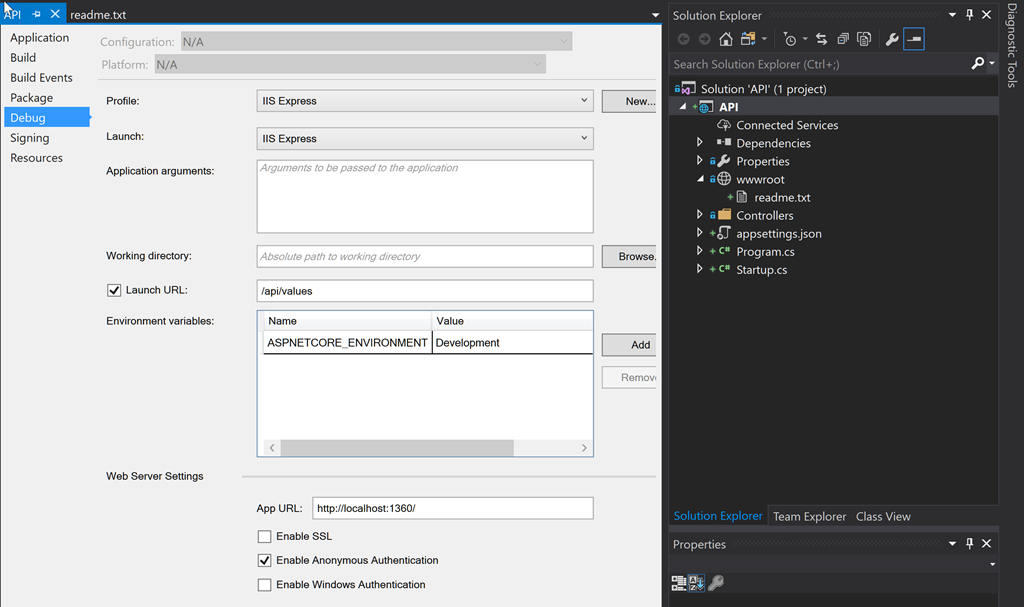 API
readme.txt
Application
Build
Build Events
Package
Debug
Signing
Resources
Configuration: N/A
Platform: N/A
Profile: IIS Express New...
Launch: IIS Express
Application arguments: Arguments to be passed to the application
Working directory: Absolute path to working directory Browse.
Launch URL: /api/values
Environment variables:
Name Value
ASPNETCORE_ENVIRONMENT Development
Add
Remove
Web Server Settings
App URL: http://localhost:1360/
Enable SSL
Enable Anonymous Authentication
Enable Windows Authentication
Solution Explorer
Search Solution Explorer (Ctrl+;)
Solution 'API' (1 project)
API
Connected Services
Dependencies
Properties
wwwroot
readme.txt
Controllers
appsettings.json
C# Program.cs
C# Startup.cs
Solution Explorer Team Explorer Class View
Properties
Diagnostic Tools